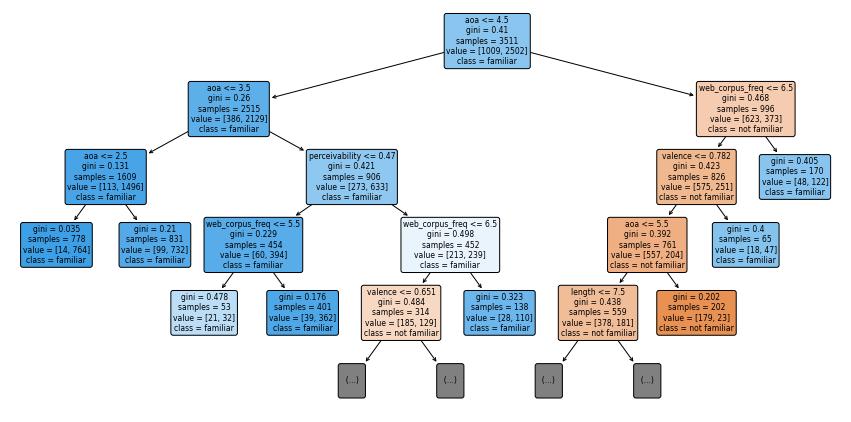 aoa <= 4.5
gini = 0.41
samples = 3511
value = [1009, 2502]
class = familiar
aoa <= 3.5
gini = 0.26
samples = 2515
value = [386, 2129]
class = familiar
web_corpus_freq <= 6.5
gini = 0.468
samples = 996
value = [623, 373]
class = not familiar
aoa <= 2.5
gini = 0.131
samples = 1609
value = [113, 1496]
class = familiar
perceivability <= 0.47
gini = 0.421
samples = 906
value = [273, 633]
class = familiar
valence <= 0.782
gini = 0.423
samples = 826
value = [575, 251]
class = not familiar
gini = 0.405
samples = 170
value = [48, 122]
class = familiar
gini = 0.035
samples = 778
value = [14, 764]
class = familiar
gini = 0.21
samples = 831
value = [99, 732]
class = familiar
web_corpus_freq <= 5.5
gini = 0.229
samples = 454
value = [60, 394]
class = familiar
web_corpus_freq <= 6.5
gini = 0.498
samples = 452
value = [213, 239]
class = familiar
aoa <= 5.5
gini = 0.392
samples = 761
value = [557, 204]
class = not familiar
gini = 0.4
samples = 65
value = [18, 47]
class = familiar
gini = 0.478
samples = 53
value = [21, 32]
class = familiar
gini = 0.176
samples = 401
value = [39, 362]
class = familiar
valence <= 0.651
gini = 0.484
samples = 314
value = [185, 129]
class = not familiar
gini = 0.323
samples = 138
value = [28, 110]
class = familiar
length <= 7.5
gini = 0.438
samples = 559
value = [378, 181]
class = not familiar
gini = 0.202
samples = 202
value = [179, 23]
class = not familiar
(...)
(...)
(...)
(...)